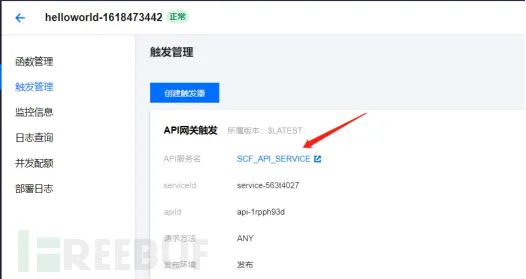 helloworld-1618473442 正常
函数管理
触发管理
监控信息
日志查询
并发配额
部署日志
触发管理
创建触发器
API网关触发 所属版本: $LATEST
API服务名 SCF_API_SERVICE
serviceId service-563t4027
apiId api-1rpph93d
请求方法 ANY
发布环境 发布
FREEBUF